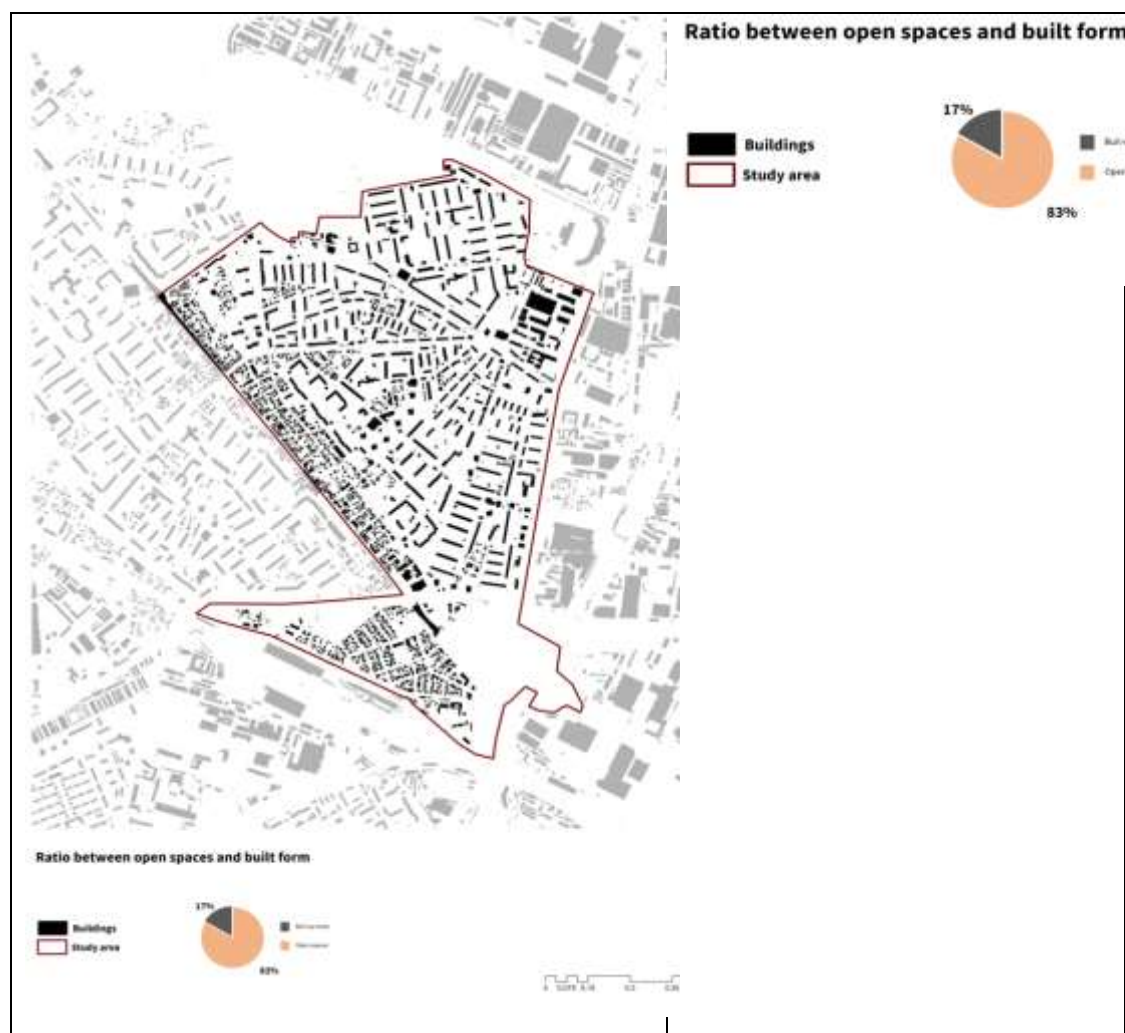 Ratio between open spaces and built form
17%
Buildings
Study area
83%
Ratio between open spaces and built form
17%
Buildings
Study area
83%
0